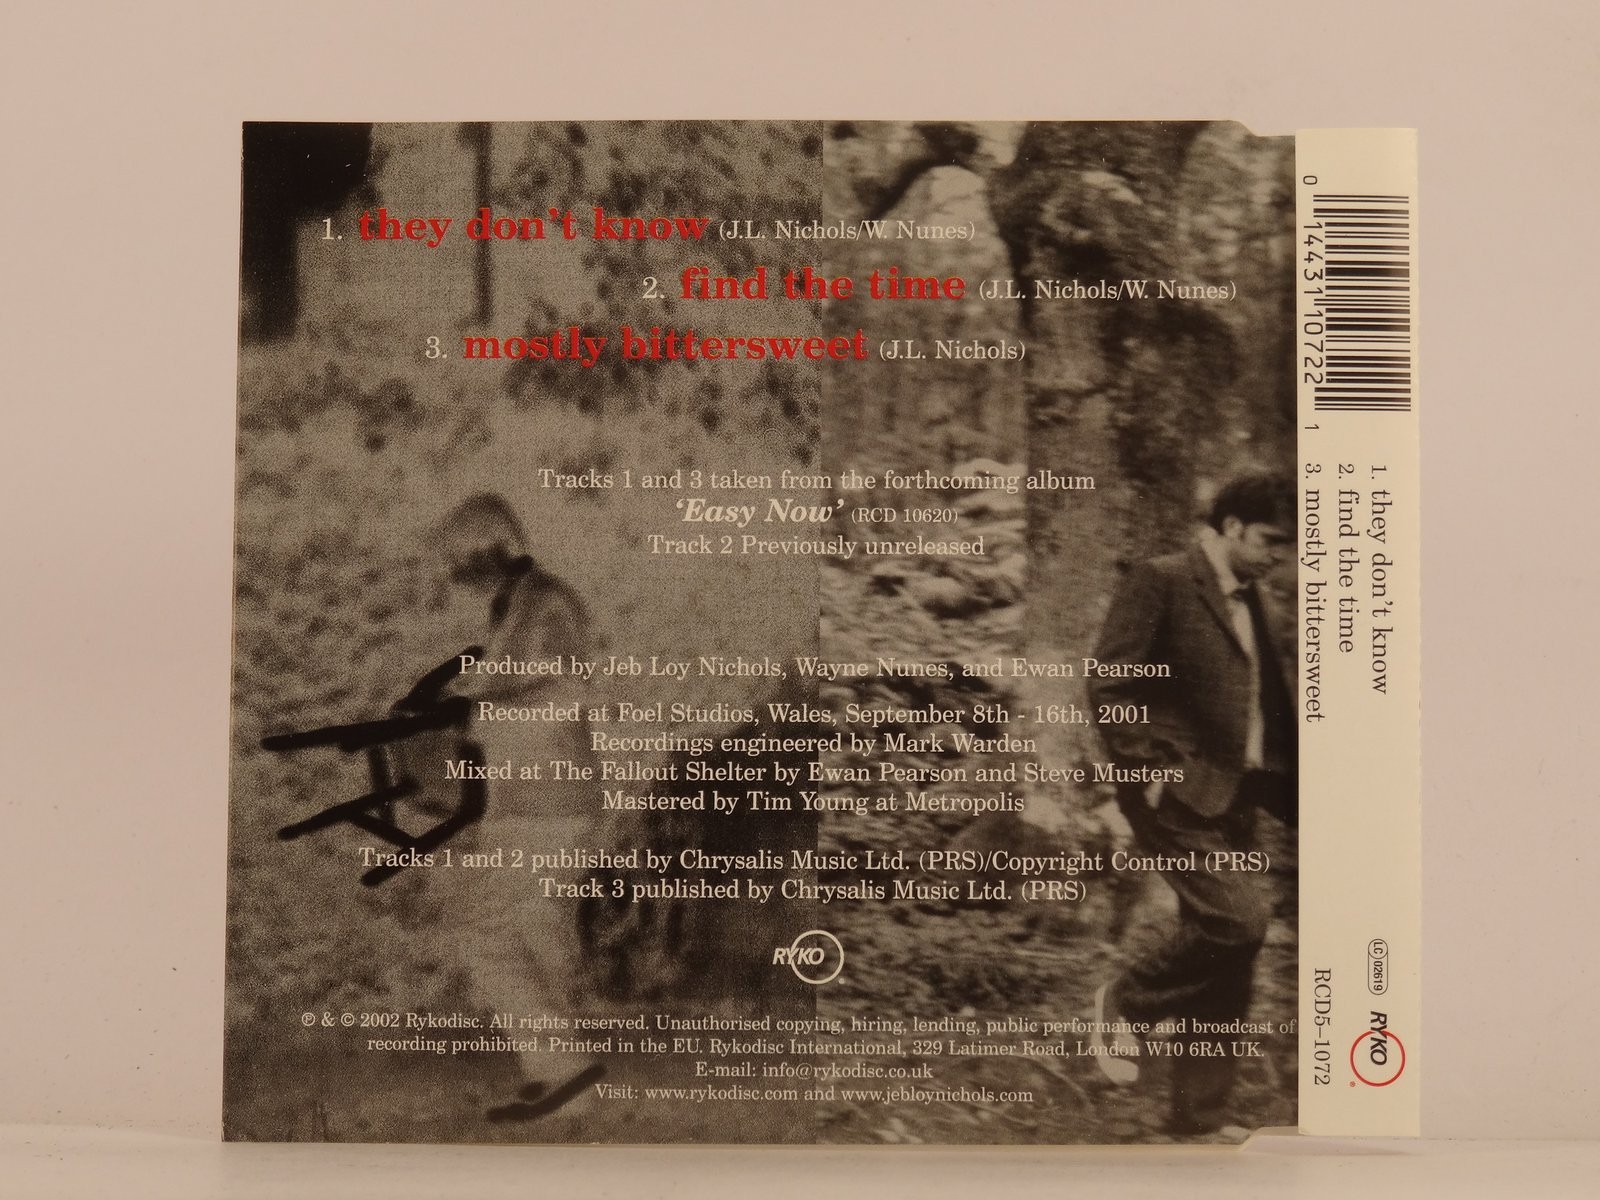 1. they don't know (J.L. Nichols/W. Nunes)
2. find the time (J.L. Nichols/W. Nunes)
3. mostly bittersweet (J.L. Nichols)
Tracks 1 and 3 taken from the forthcoming album
‘Easy Now’ (RCD 10620)
Track 2 Previously unreleased
Produced by Jeb Loy Nichols, Wayne Nunes, and Ewan Pearson
Recorded at Foel Studios, Wales, September 8th - 16th, 2001
Recordings engineered by Mark Warden
Mixed at The Fallout Shelter by Ewan Pearson and Steve Musters
Mastered by Tim Young at Metropolis
Tracks 1 and 2 published by Chrysalis Music Ltd. (PRS)/Copyright Control (PRS)
Track 3 published by Chrysalis Music Ltd. (PRS)
RYKO
℗ & © 2002 Rykodisc. All rights reserved. Unauthorised copying, hiring, lending, public performance and broadcast of
recording prohibited. Printed in the EU. Rykodisc International, 329 Latimer Road, London W10 6RA UK.
E-mail: info@rykodisc.co.uk
Visit: www.rykodisc.com and www.jebloynichols.com
0 14431 10722 1
1. they don't know
2. find the time
3. mostly bittersweet
LC 02619
RYKO
RCD5–1072